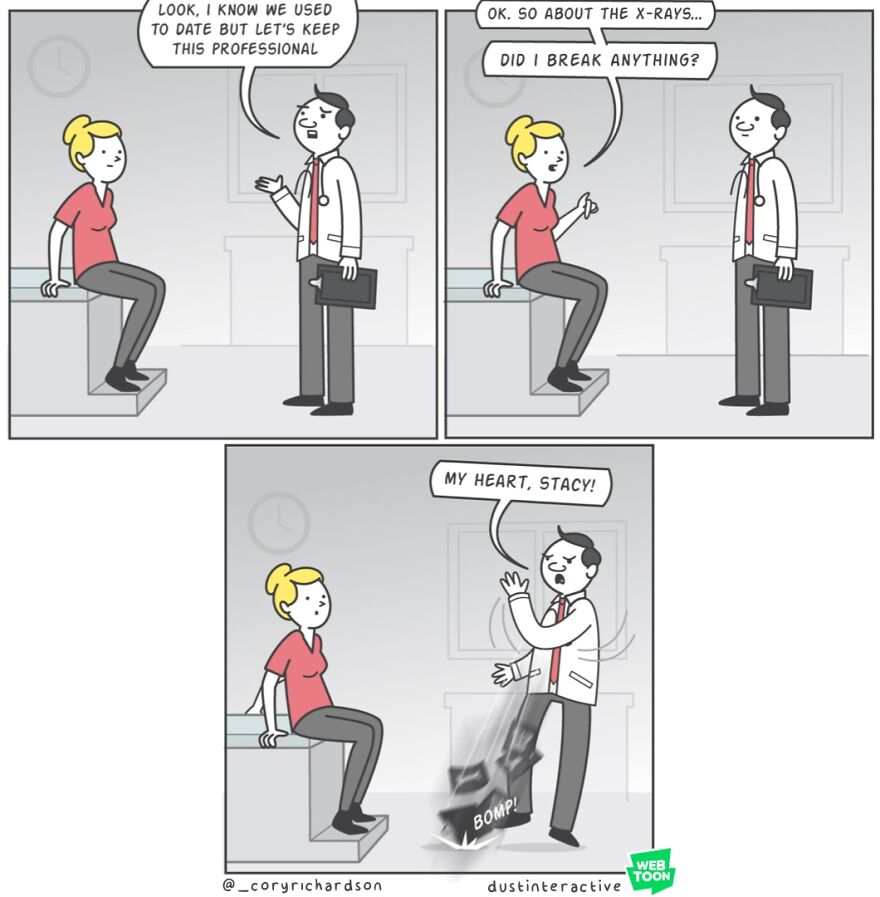 LOOK, I KNOW WE USED
TO DATE BUT LET'S KEEP
THIS PROFESSIONAL
OK. SO ABOUT THE X-RAYS...
DID I BREAK ANYTHING?
MY HEART, STACY!
BOMP!
@_coryrichardson
dustinteractive
WEB
TOON